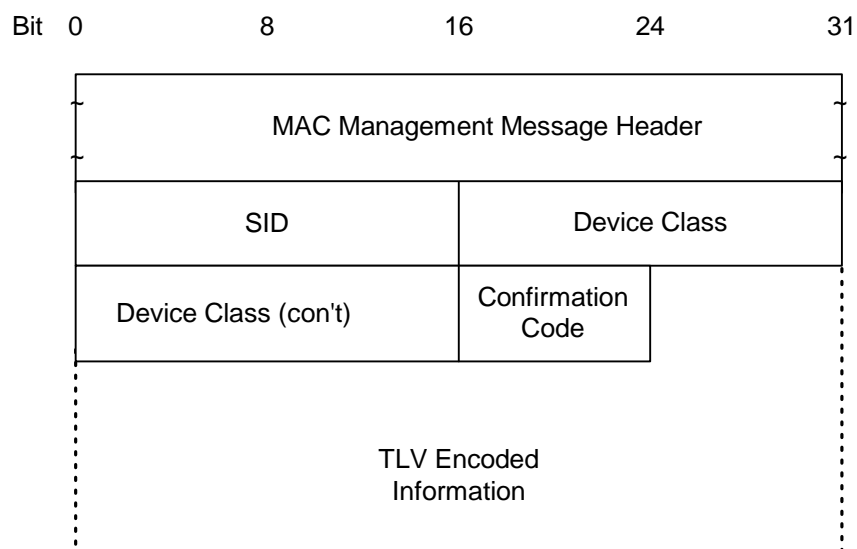 Bit 0 8 16 24 31
~ ~
MAC Management Message Header
~ ~
SID Device Class
Device Class (con't) Confirmation
Code
TLV Encoded
Information